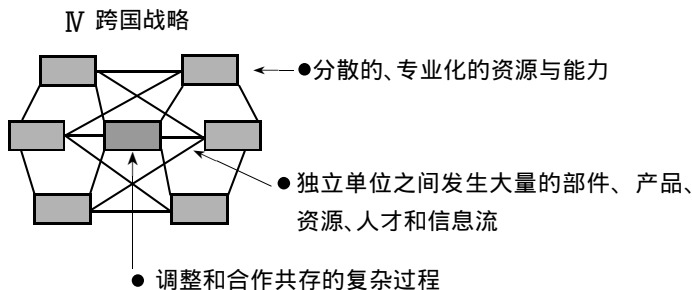 Ⅳ 跨国战略
●分散的、专业化的资源与能力
● 独立单位之间发生大量的部件、产品、
资源、人才和信息流
● 调整和合作共存的复杂过程